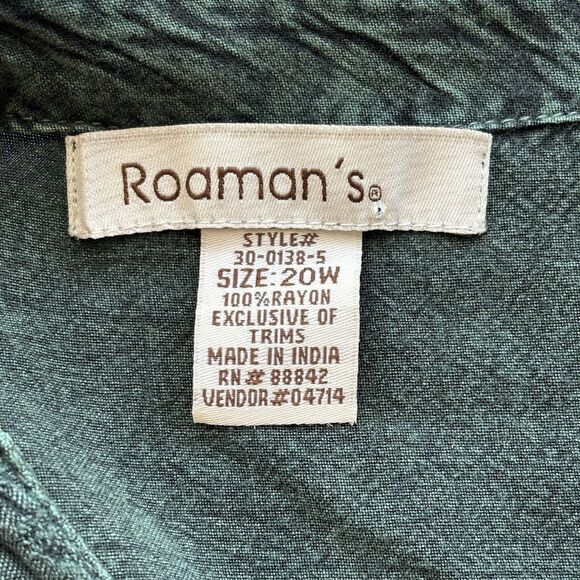 Roaman's®
STYLE#
30-0138-5
SIZE: 20W
100% RAYON
EXCLUSIVE OF
TRIMS
MADE IN INDIA
RN# 88842
VENDOR#04714